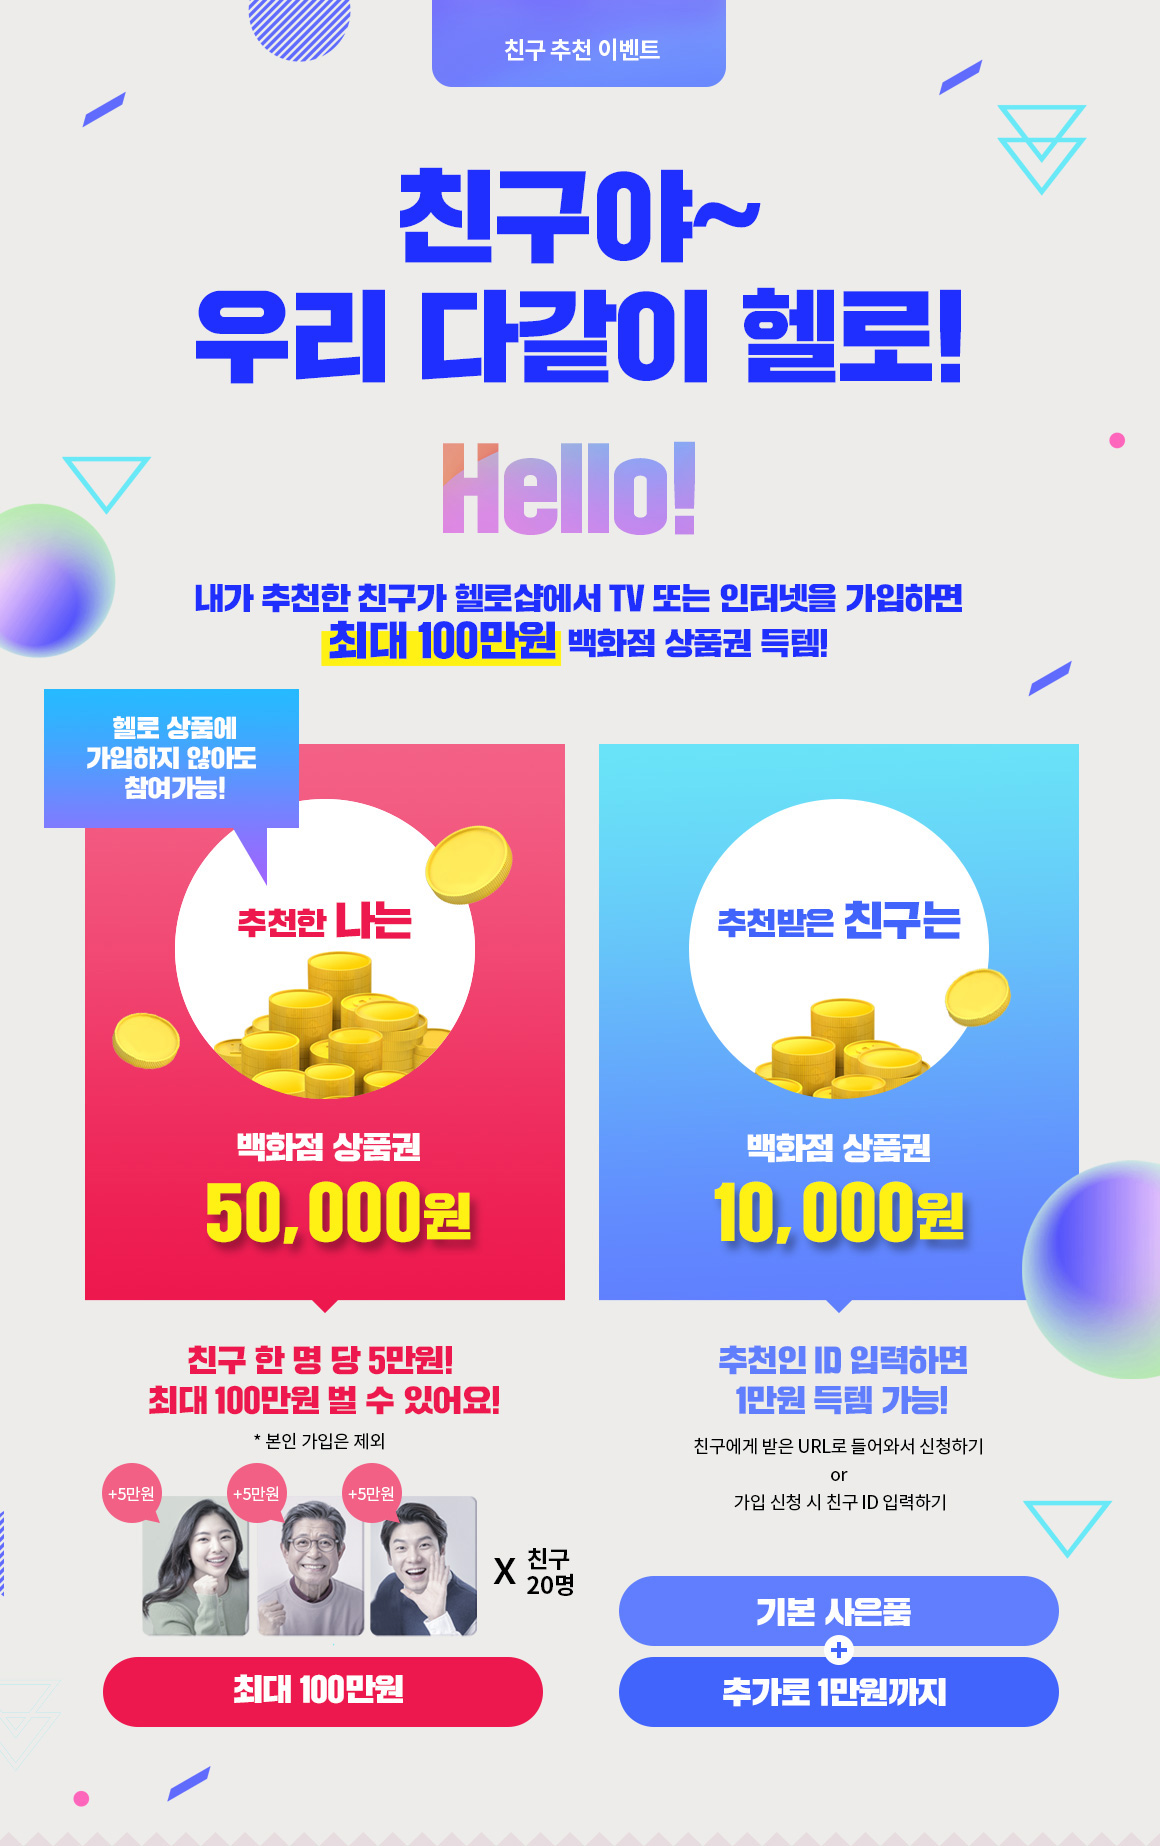 친구 추천 이벤트
친구야~
우리 다같이 헬로!
Hello!
내가 추천한 친구가 헬로샵에서 TV 또는 인터넷을 가입하면
최대 100만원 백화점 상품권 득템!
헬로 상품에
가입하지 않아도
참여가능!
추천한 나는
백화점 상품권
50,000원
친구 한 명 당 5만원!
최대 100만원 벌 수 있어요!
* 본인 가입은 제외
+5만원
+5만원
+5만원
X 친구
20명
최대 100만원
추천받은 친구는
백화점 상품권
10,000원
추천인 ID 입력하면
1만원 득템 가능!
친구에게 받은 URL로 들어와서 신청하기
or
가입 신청 시 친구 ID 입력하기
기본 사은품
+
추가로 1만원까지